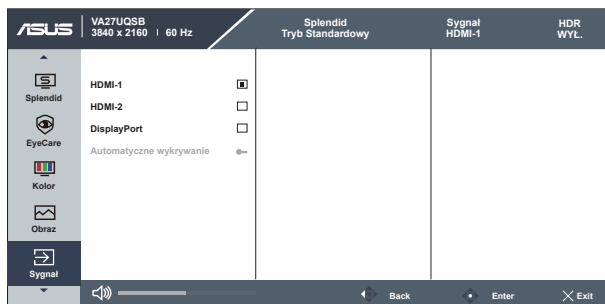 ASUS
VA27UQSB
3840 x 2160 60 Hz
Splendid
Tryb Standardowy
Sygnał
HDMI-1
HDR
WYŁ.
Splendid
EyeCare
Kolor
Obraz
Sygnał
HDMI-1
HDMI-2
DisplayPort
Automatyczne wykrywanie
Back
Enter
Exit